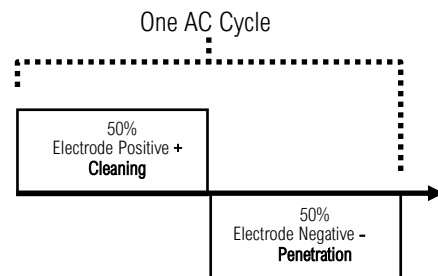 One AC Cycle
50%
Electrode Positive +
Cleaning
50%
Electrode Negative -
Penetration